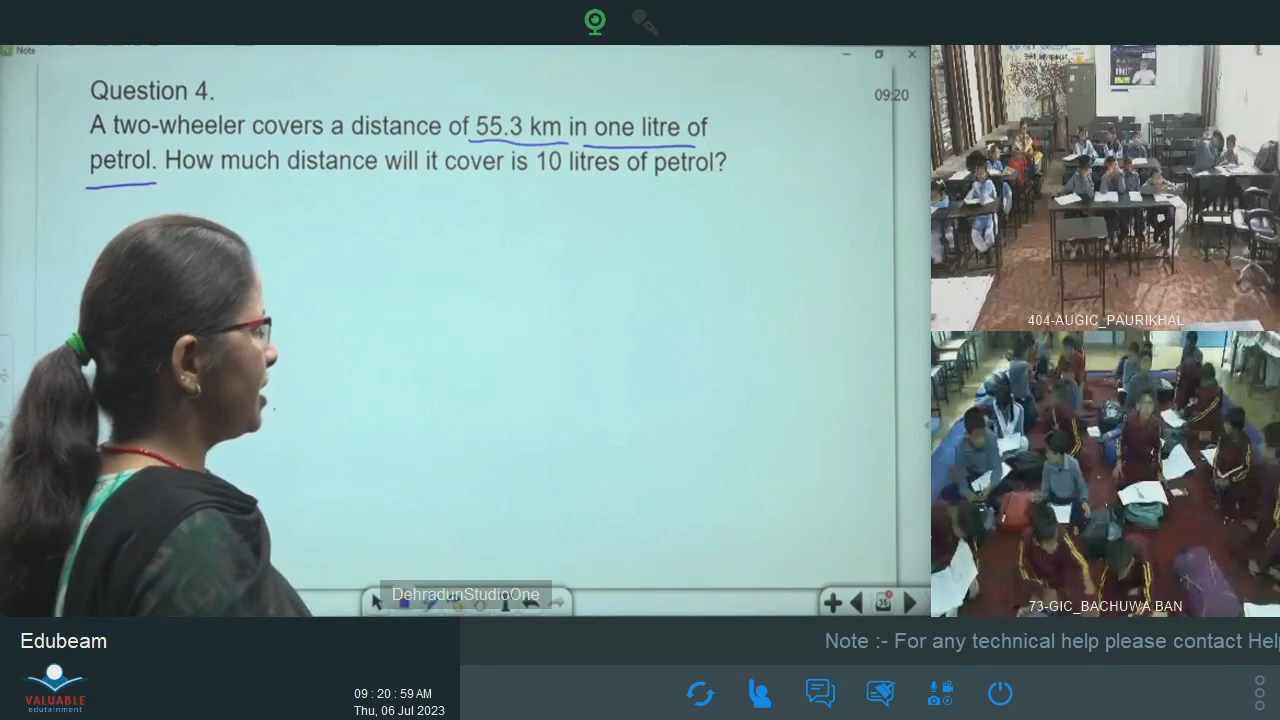 Note
Question 4.
09:20
A two-wheeler covers a distance of 55.3 km in one litre of
petrol. How much distance will it cover is 10 litres of petrol?
404-AUGIC_PAURIKHAL
DehradunStudioOne
73-GIC_BACHUWA BAN
Edubeam
Note :- For any technical help please contact Hel
VALUABLE
edutainment
09 : 20 : 59 AM
Thu, 06 Jul 2023